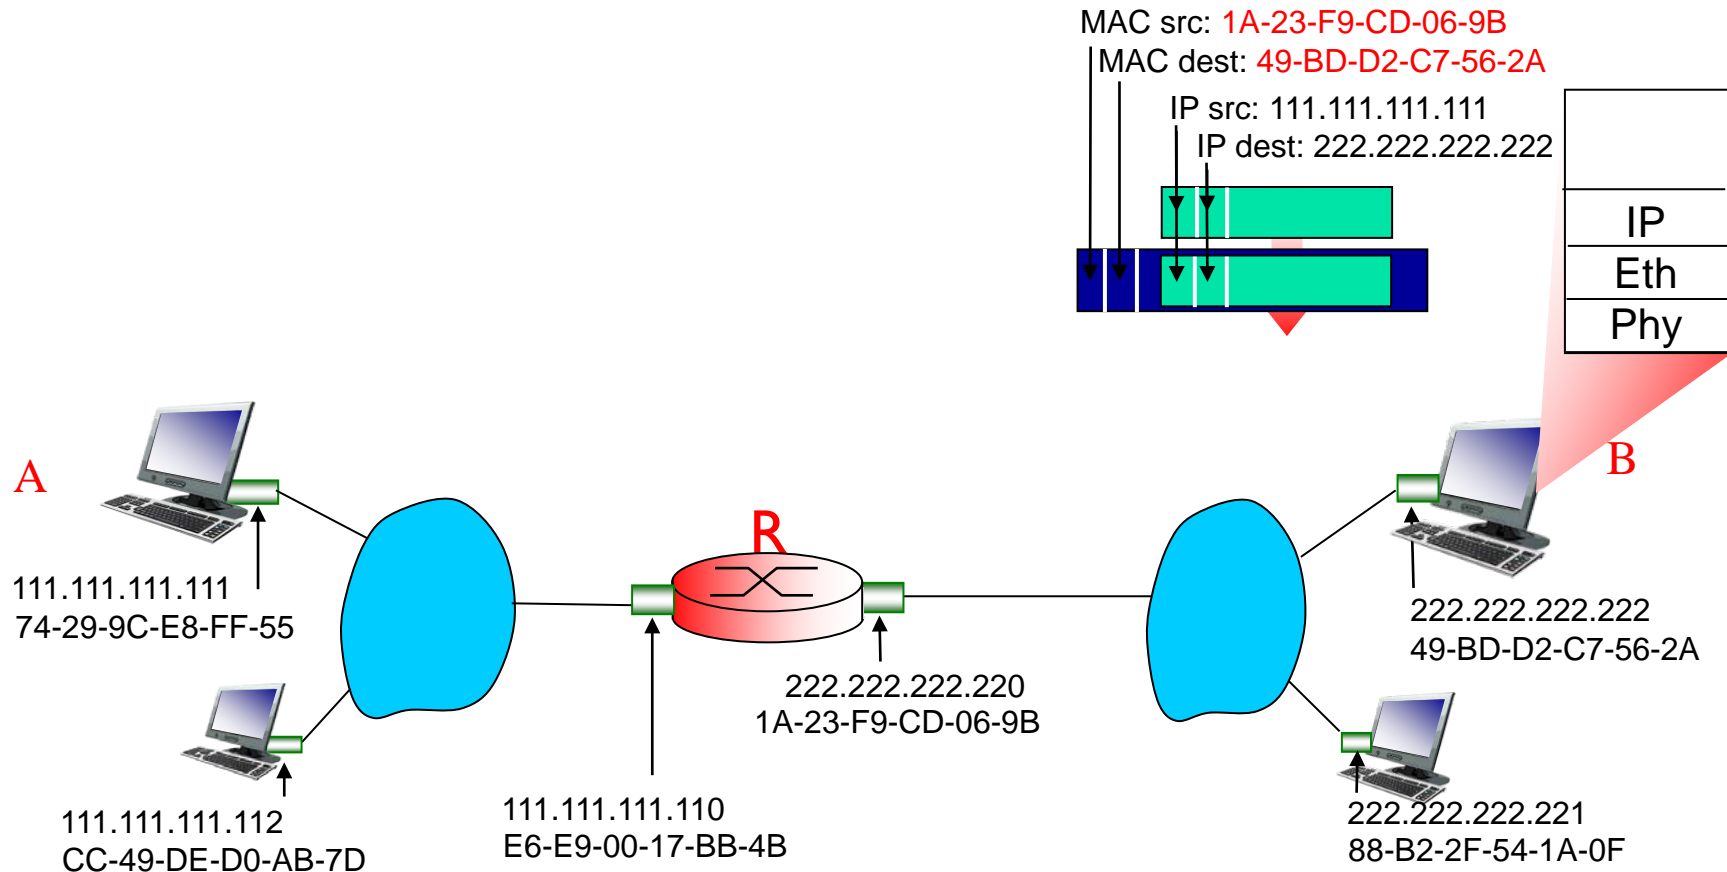 MAC src: 1A-23-F9-CD-06-9B
MAC dest: 49-BD-D2-C7-56-2A
IP src: 111.111.111.111
IP dest: 222.222.222.222
IP
Eth
Phy
A
B
R
111.111.111.111
74-29-9C-E8-FF-55
222.222.222.222
49-BD-D2-C7-56-2A
222.222.222.220
1A-23-F9-CD-06-9B
111.111.111.112
CC-49-DE-D0-AB-7D
111.111.111.110
E6-E9-00-17-BB-4B
222.222.222.221
88-B2-2F-54-1A-0F